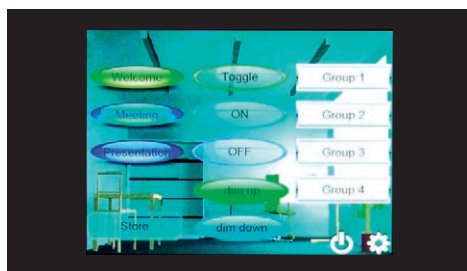 Welcome
Toggle
Group 1
Meeting
ON
Group 2
Presentation
OFF
Group 3
dim up
Group 4
Store
dim down